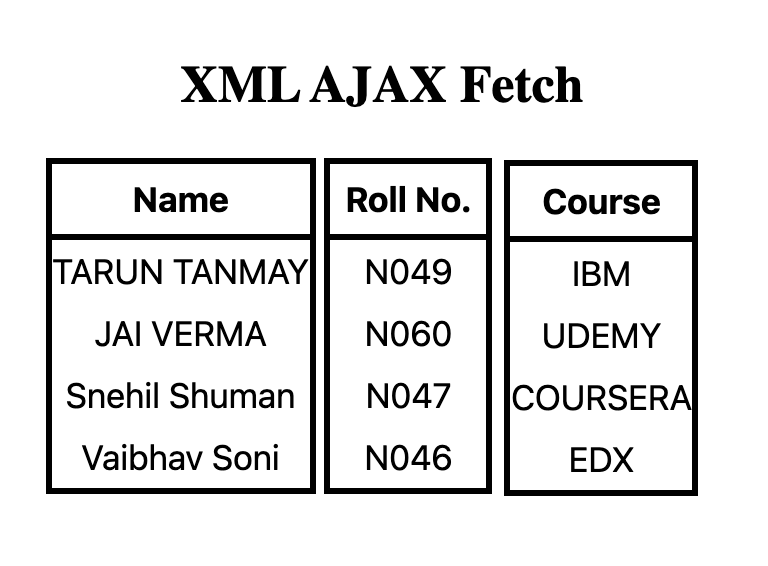 XML AJAX Fetch
Name Roll No. Course
TARUN TANMAY N049 IBM
JAI VERMA N060 UDEMY
Snehil Shuman N047 COURSERA
Vaibhav Soni N046 EDX